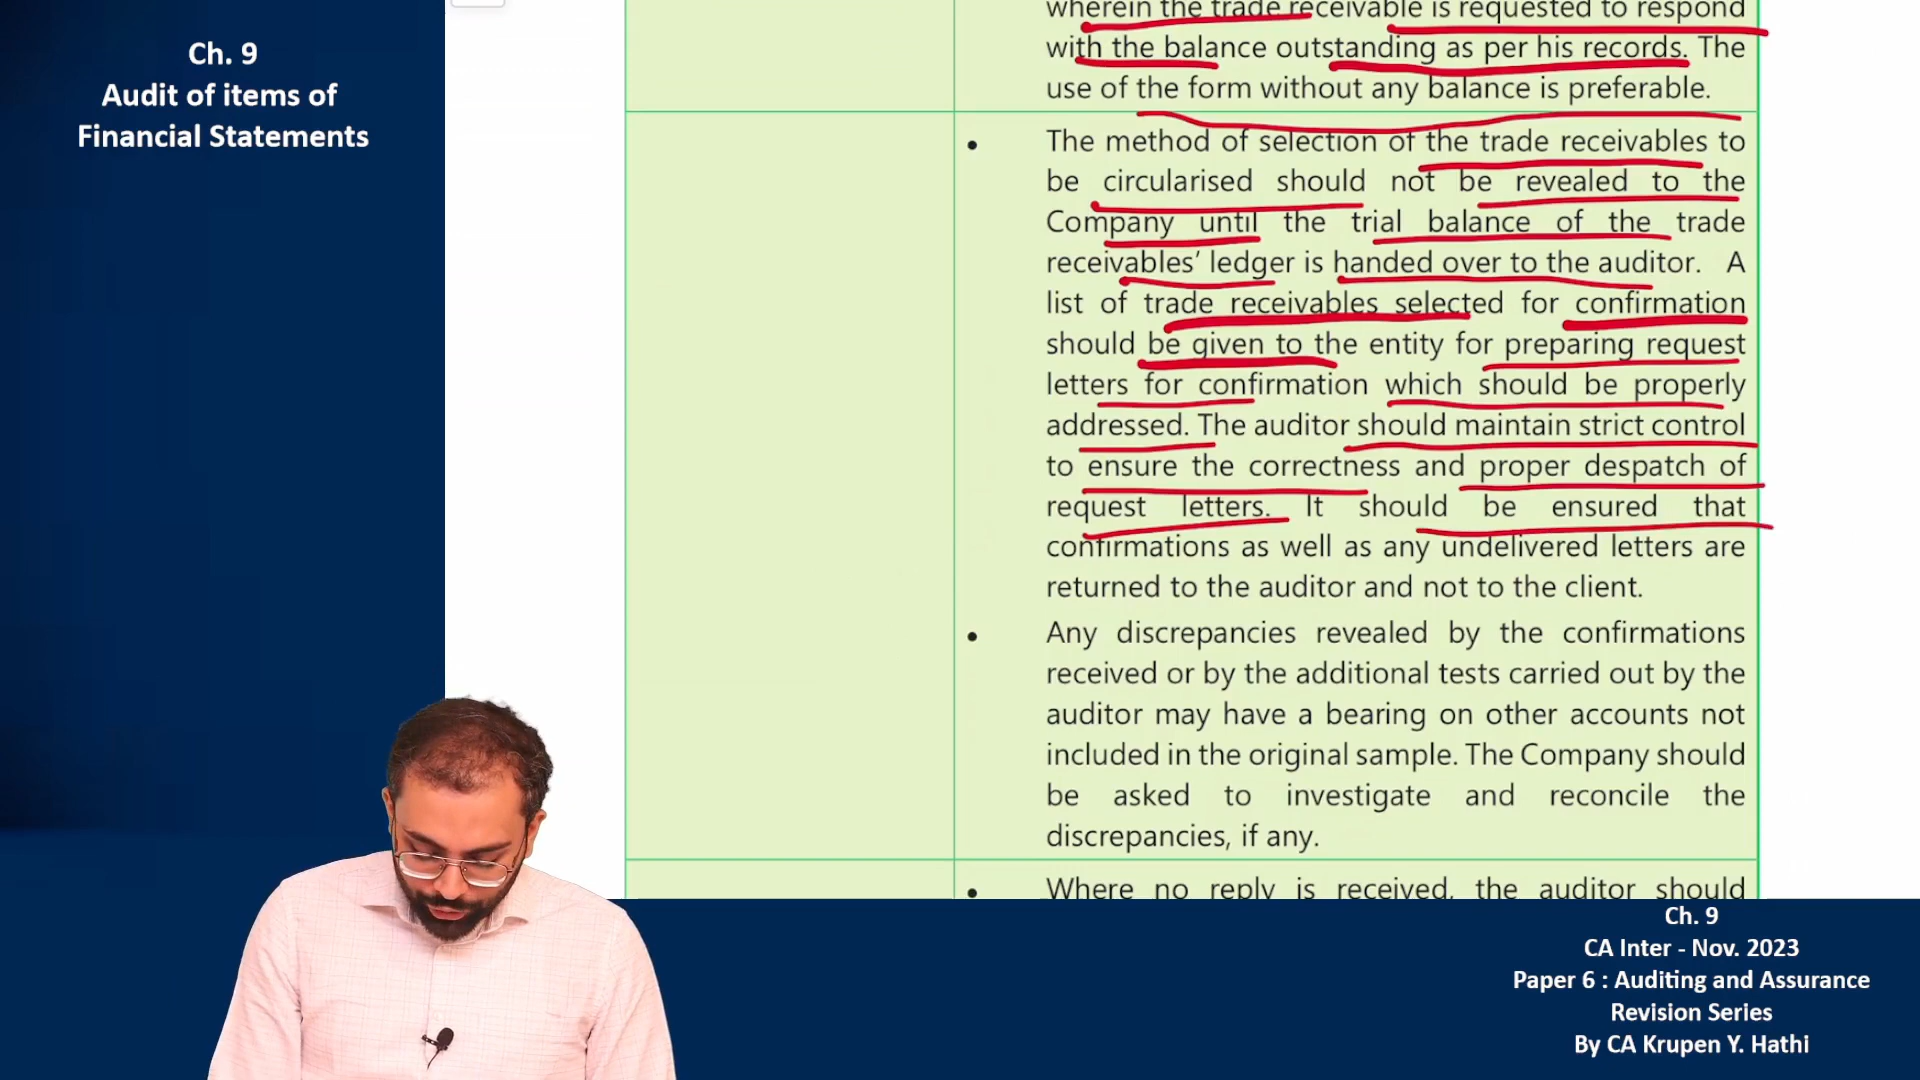 Ch. 9
Audit of items of
Financial Statements
wherein the trade receivable is requested to respond
with the balance outstanding as per his records. The
use of the form without any balance is preferable.
• The method of selection of the trade receivables to
be circularised should not be revealed to the
Company until the trial balance of the trade
receivables’ ledger is handed over to the auditor. A
list of trade receivables selected for confirmation
should be given to the entity for preparing request
letters for confirmation which should be properly
addressed. The auditor should maintain strict control
to ensure the correctness and proper despatch of
request letters. It should be ensured that
confirmations as well as any undelivered letters are
returned to the auditor and not to the client.
• Any discrepancies revealed by the confirmations
received or by the additional tests carried out by the
auditor may have a bearing on other accounts not
included in the original sample. The Company should
be asked to investigate and reconcile the
discrepancies, if any.
• Where no reply is received, the auditor should
Ch. 9
CA Inter - Nov. 2023
Paper 6 : Auditing and Assurance
Revision Series
By CA Krupen Y. Hathi